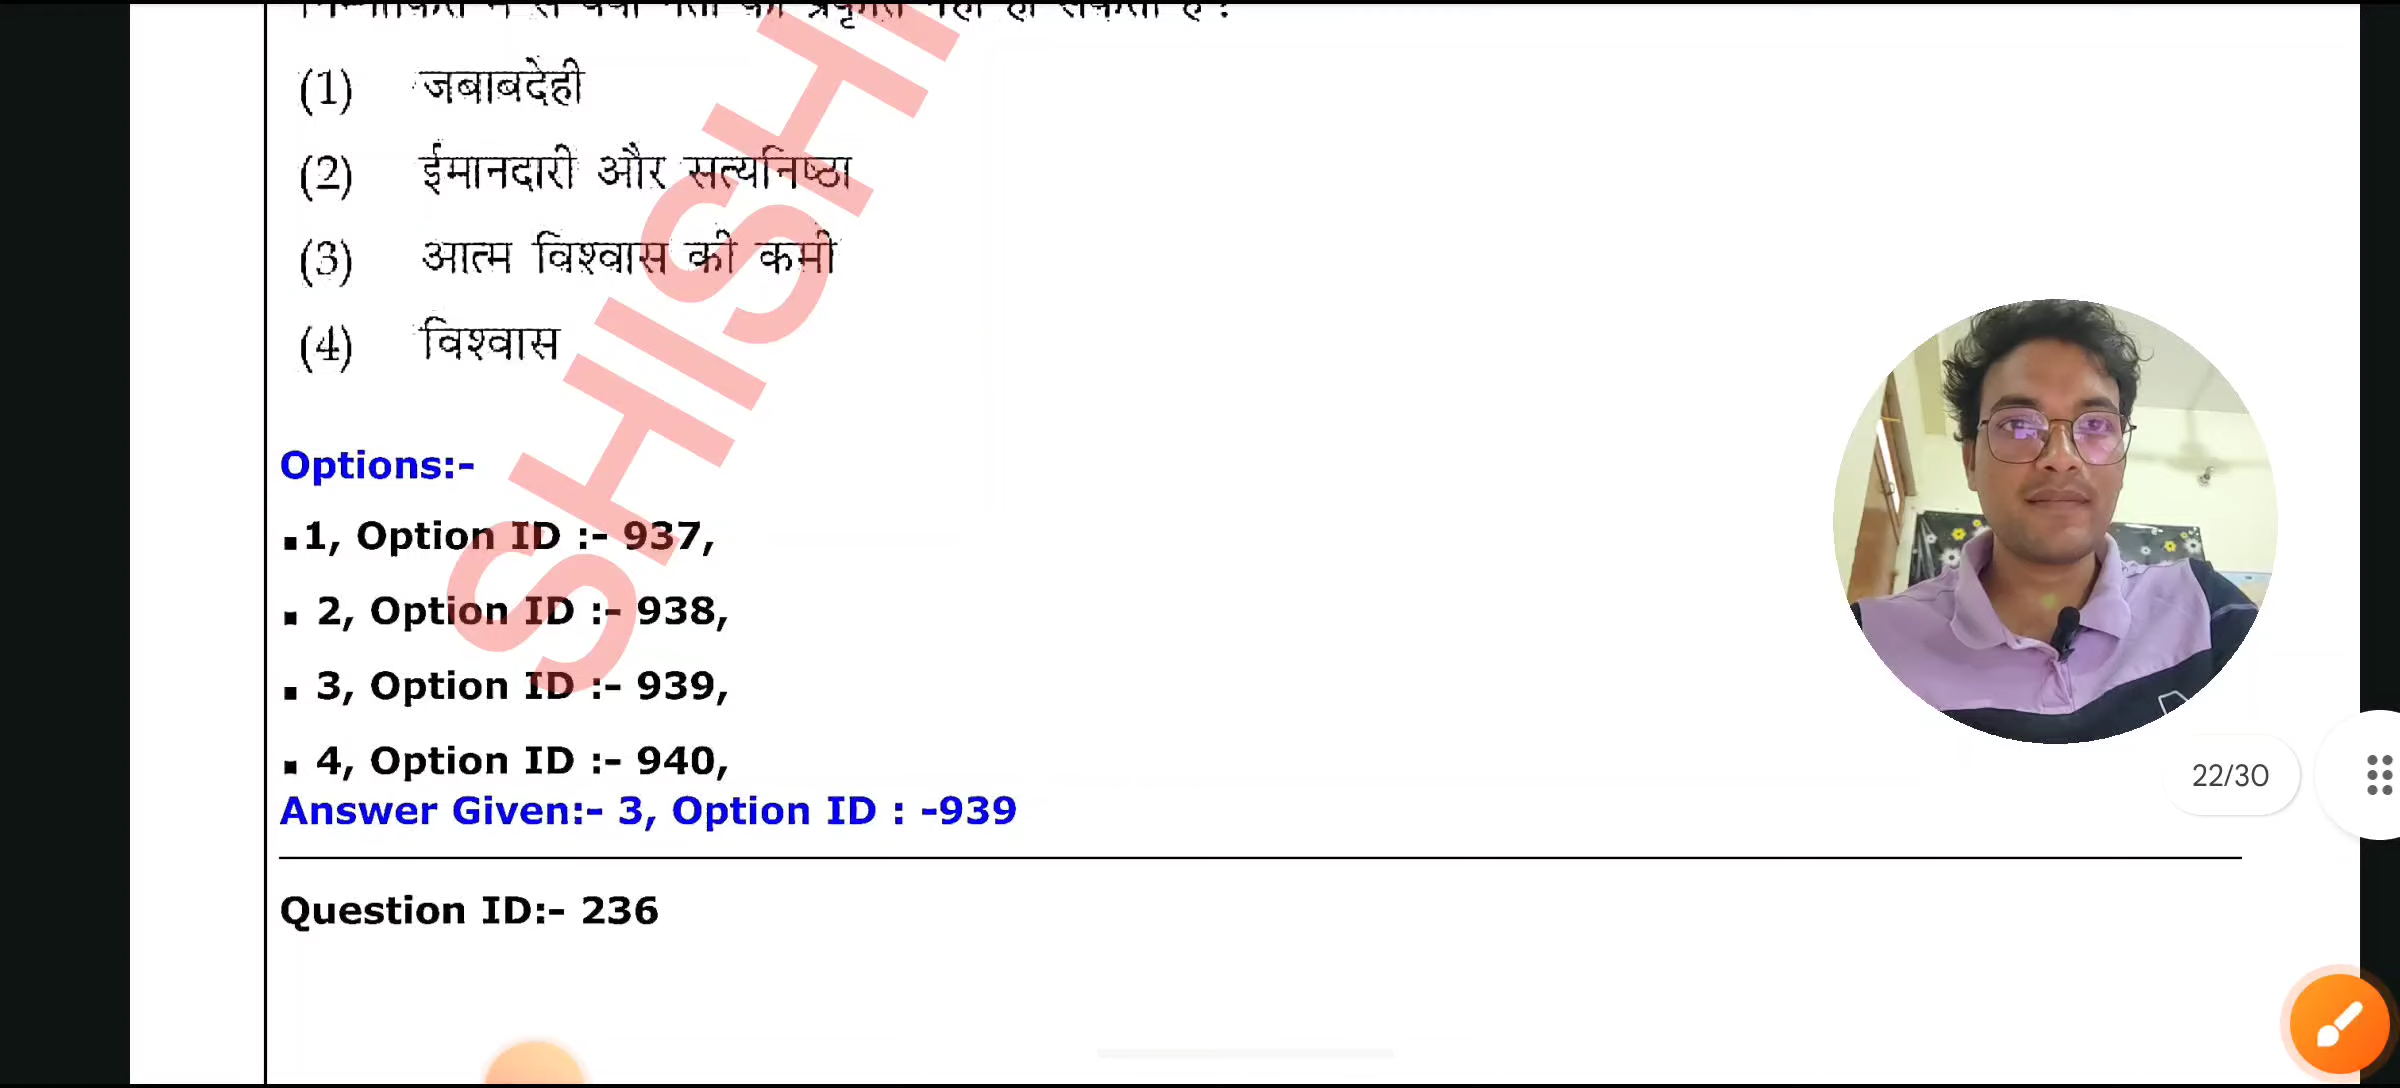 (1) जबाबदेही
(2) ईमानदारी और सत्यनिष्ठा
(3) आत्म विश्वास की कमी
(4) विश्वास
Options:-
1, Option ID :- 937,
2, Option ID :- 938,
3, Option ID :- 939,
4, Option ID :- 940,
Answer Given:- 3, Option ID : -939
Question ID:- 236
SHISH
22/30